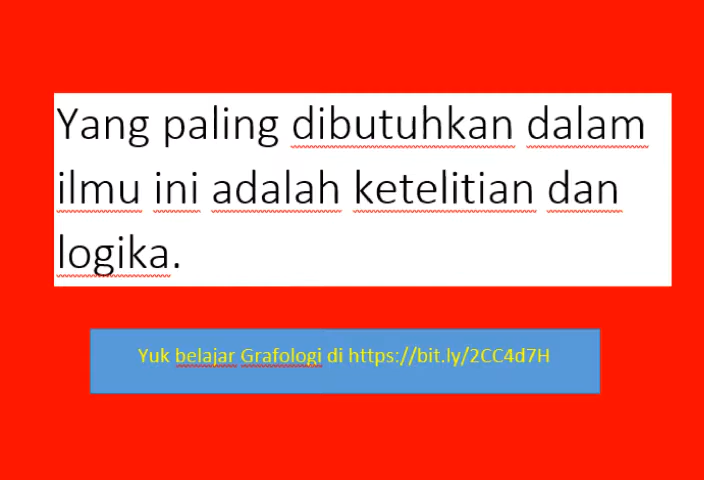 Yang paling dibutuhkan dalam
ilmu ini adalah ketelitian dan
logika.
Yuk belajar Grafologi di https://bit.ly/2CC4d7H